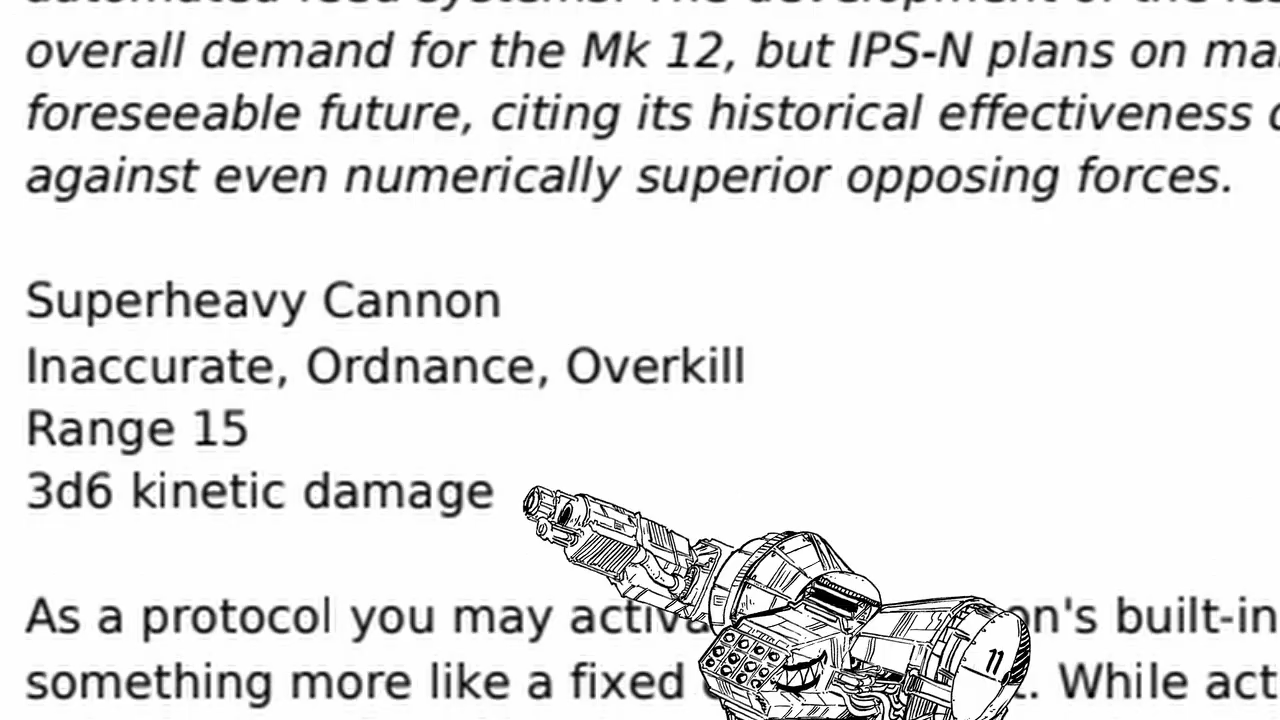 overall demand for the Mk 12, but IPS-N plans on
foreseeable future, citing its historical effectiveness
against even numerically superior opposing forces.
Superheavy Cannon
Inaccurate, Ordnance, Overkill
Range 15
3d6 kinetic damage
As a protocol you may built-in
something more like a fixed While
11